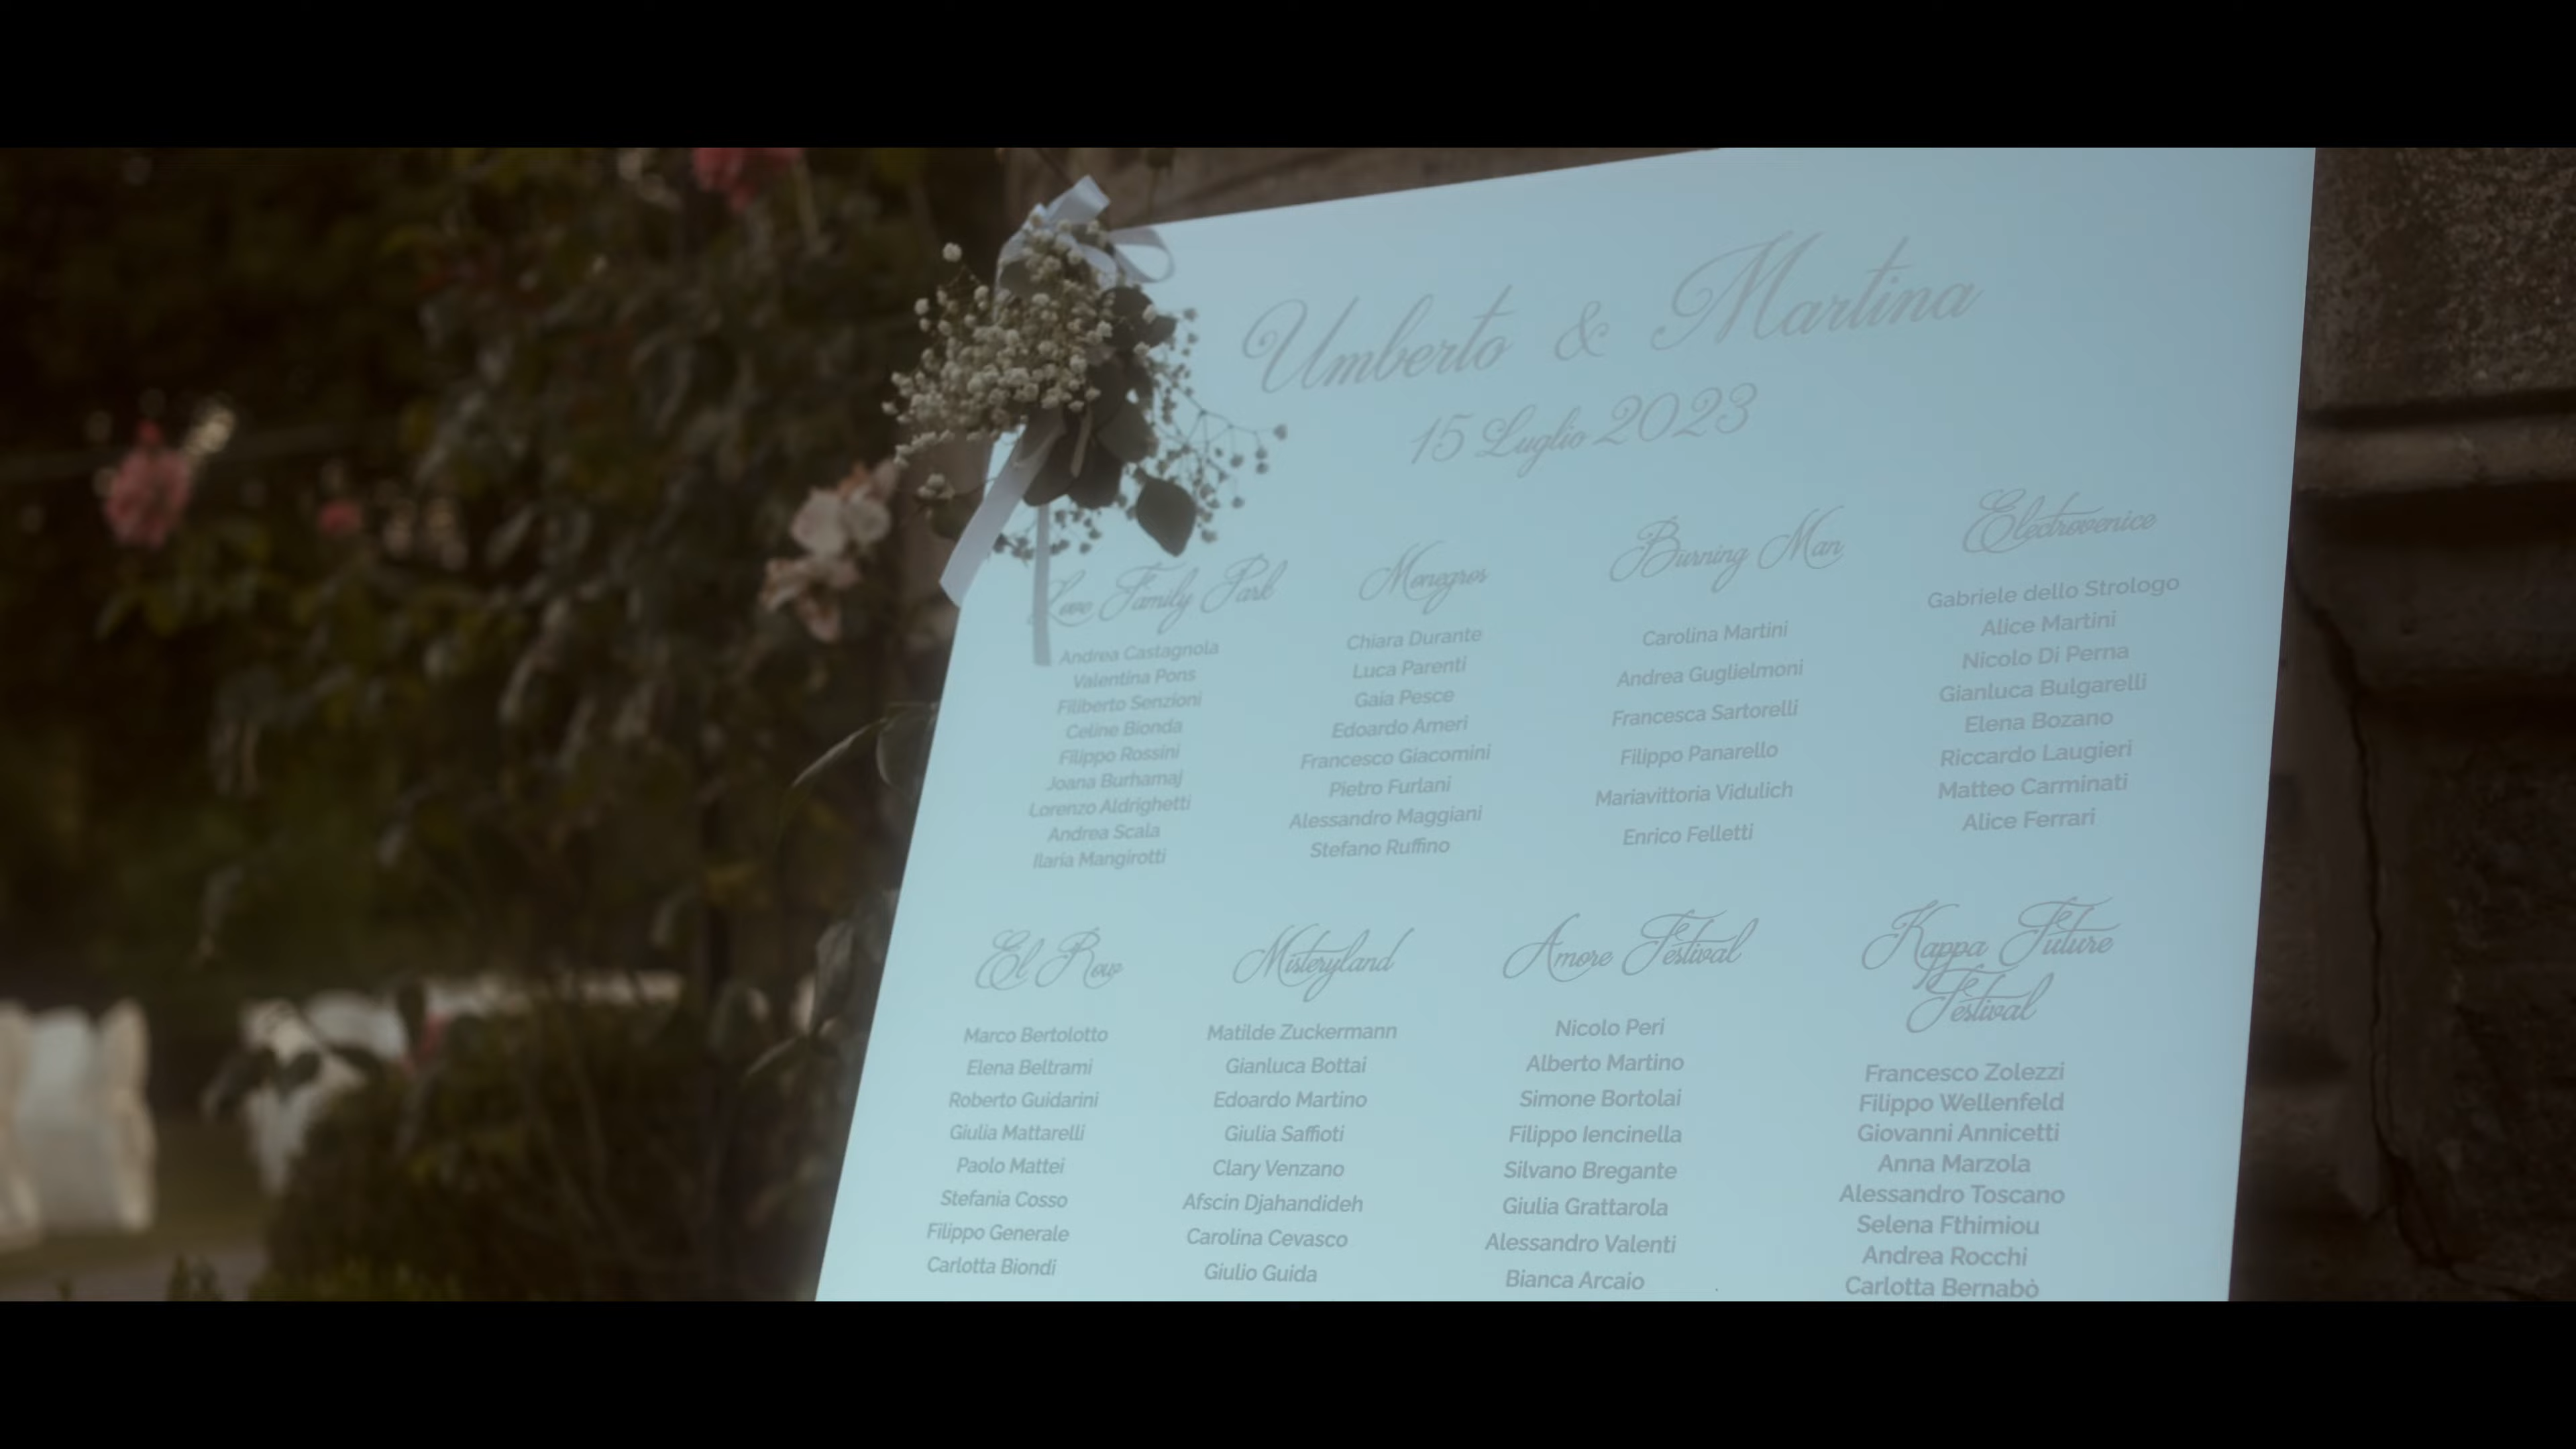 Umberto & Martina
15 Luglio 2023
Love Family Park
Andrea Castagnola
Valentina Pons
Filiberto Senzioni
Celine Bionda
Filippo Rossini
Joana Burhamaj
Lorenzo Aldrighetti
Andrea Scala
Ilaria Mangirotti
Monegros
Chiara Durante
Luca Parenti
Gaia Pesce
Edoardo Ameri
Francesco Giacomini
Pietro Furlani
Alessandro Maggiani
Stefano Ruffino
Burning Man
Carolina Martini
Andrea Guglielmoni
Francesca Sartorelli
Filippo Panarello
Mariavittoria Vidulich
Enrico Felletti
Electrovenice
Gabriele dello Strologo
Alice Martini
Nicolo Di Perna
Gianluca Bulgarelli
Elena Bozano
Riccardo Laugieri
Matteo Carminati
Alice Ferrari
El Row
Marco Bertolotto
Elena Beltrami
Roberto Guidarini
Giulia Mattarelli
Paolo Mattei
Stefania Cosso
Filippo Generale
Carlotta Biondi
Misteryland
Matilde Zuckermann
Gianluca Bottai
Edoardo Martino
Giulia Saffioti
Clary Venzano
Afscin Djahandideh
Carolina Cevasco
Giulio Guida
Amore Festival
Nicolo Peri
Alberto Martino
Simone Bortolai
Filippo Iencinella
Silvano Bregante
Giulia Grattarola
Alessandro Valenti
Bianca Arcaio
Kappa Future
Festival
Francesco Zolezzi
Filippo Wellenfeld
Giovanni Annicetti
Anna Marzola
Alessandro Toscano
Selena Fthimiou
Andrea Rocchi
Carlotta Bernabò